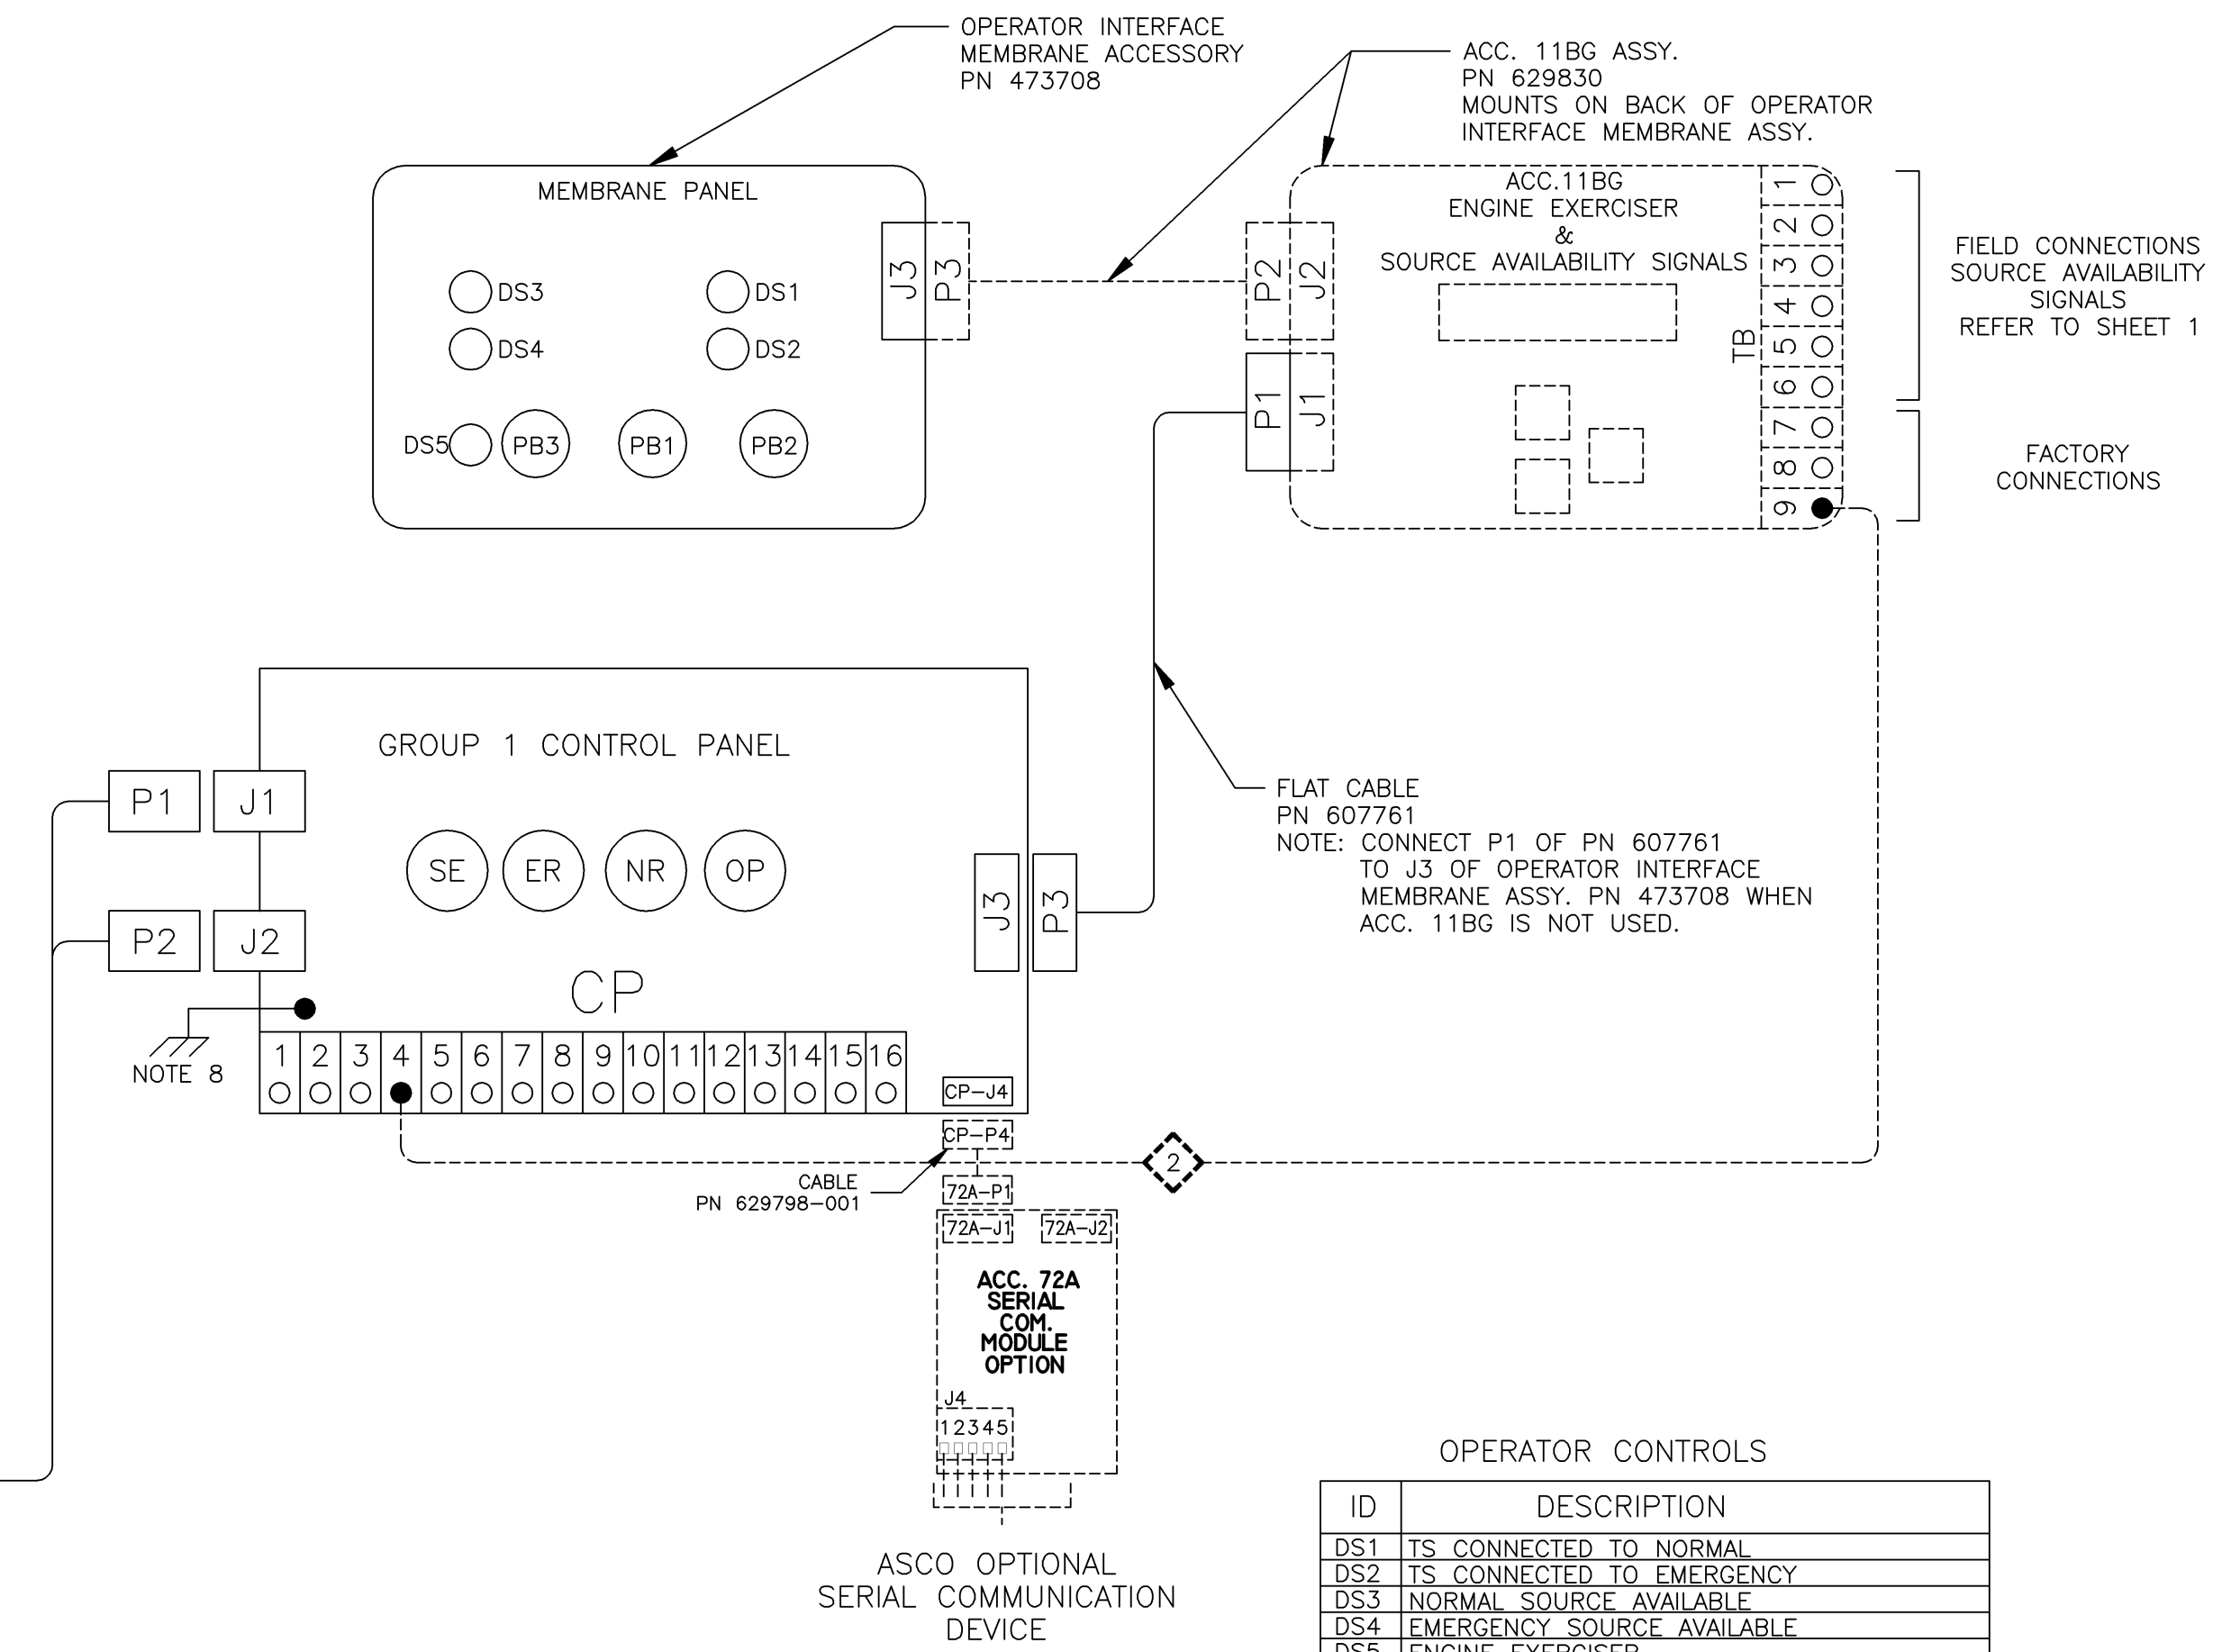 OPERATOR INTERFACE
MEMBRANE ACCESSORY
PN 473708
ACC. 11BG ASSY.
PN 629830
MOUNTS ON BACK OF OPERATOR
INTERFACE MEMBRANE ASSY.
MEMBRANE PANEL
DS3
DS1
DS4
DS2
DS5
PB3
PB1
PB2
J3
P3
P2
J2
P1
J1
ACC.11BG
ENGINE EXERCISER
&
SOURCE AVAILABILITY SIGNALS
TB
1
2
3
4
5
6
7
8
9
FIELD CONNECTIONS
SOURCE AVAILABILITY
SIGNALS
REFER TO SHEET 1
FACTORY
CONNECTIONS
GROUP 1 CONTROL PANEL
P1
J1
SE
ER
NR
OP
P2
J2
J3
P3
CP
NOTE 8
1 2 3 4 5 6 7 8 9 10 11 12 13 14 15 16
FLAT CABLE
PN 607761
NOTE: CONNECT P1 OF PN 607761
TO J3 OF OPERATOR INTERFACE
MEMBRANE ASSY. PN 473708 WHEN
ACC. 11BG IS NOT USED.
CP-J4
CP-P4
2
CABLE
PN 629798-001
72A-P1
72A-J1
72A-J2
ACC. 72A
SERIAL
COM.
MODULE
OPTION
J4
1 2 3 4 5
ASCO OPTIONAL
SERIAL COMMUNICATION
DEVICE
OPERATOR CONTROLS
ID DESCRIPTION
DS1 TS CONNECTED TO NORMAL
DS2 TS CONNECTED TO EMERGENCY
DS3 NORMAL SOURCE AVAILABLE
DS4 EMERGENCY SOURCE AVAILABLE
DS5 ENGINE EXERCISER